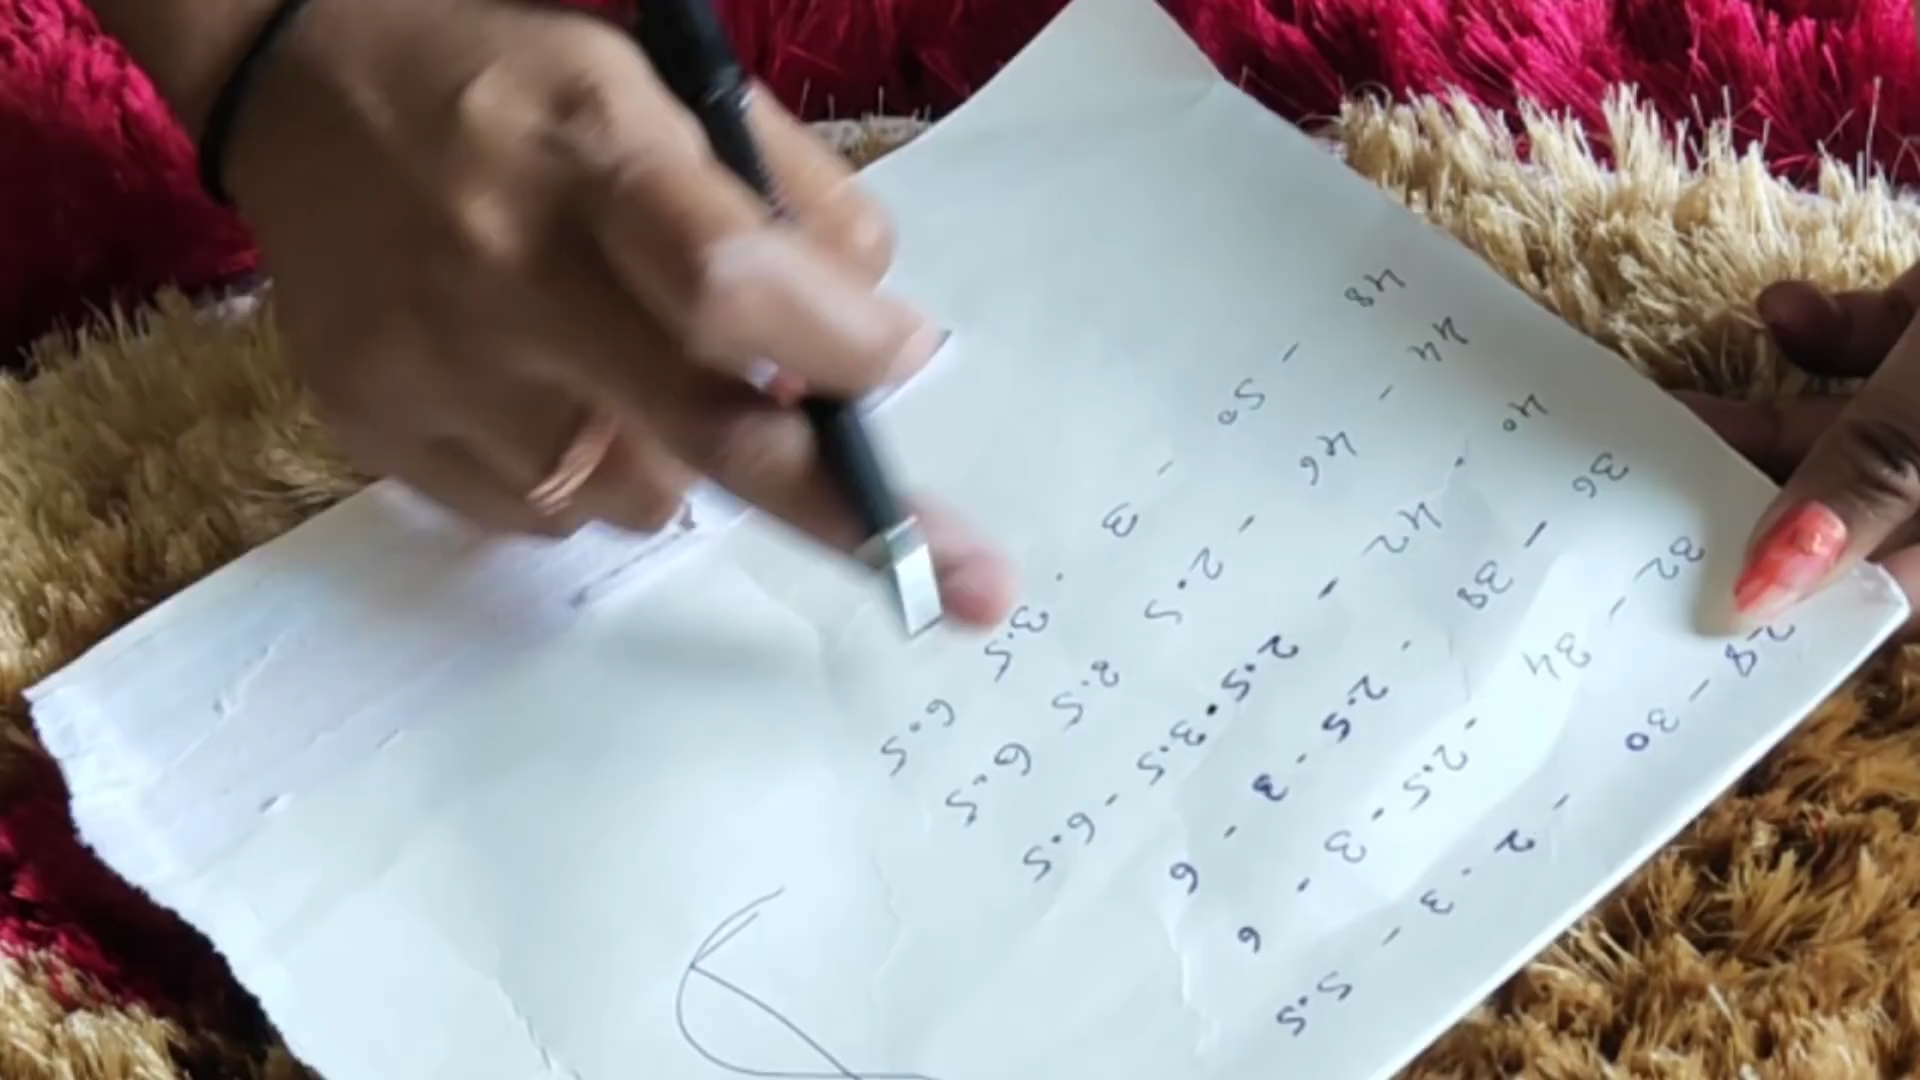 28 - 30 - 2 . 3 - 5.5
32 - 34 - 2.5 - 3 - 6
36 - 38 - 2.5 - 3 - 6
40 . 42 - 2.5 . 3.5 - 6.5
44 - 46 - 2.5 3.5 6.5
48 - 50 - 3 . 3.5 6.5